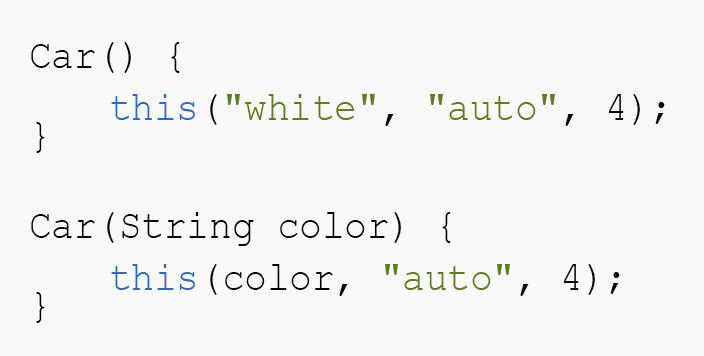 Car() {
    this("white", "auto", 4);
}

Car(String color) {
    this(color, "auto", 4);
}